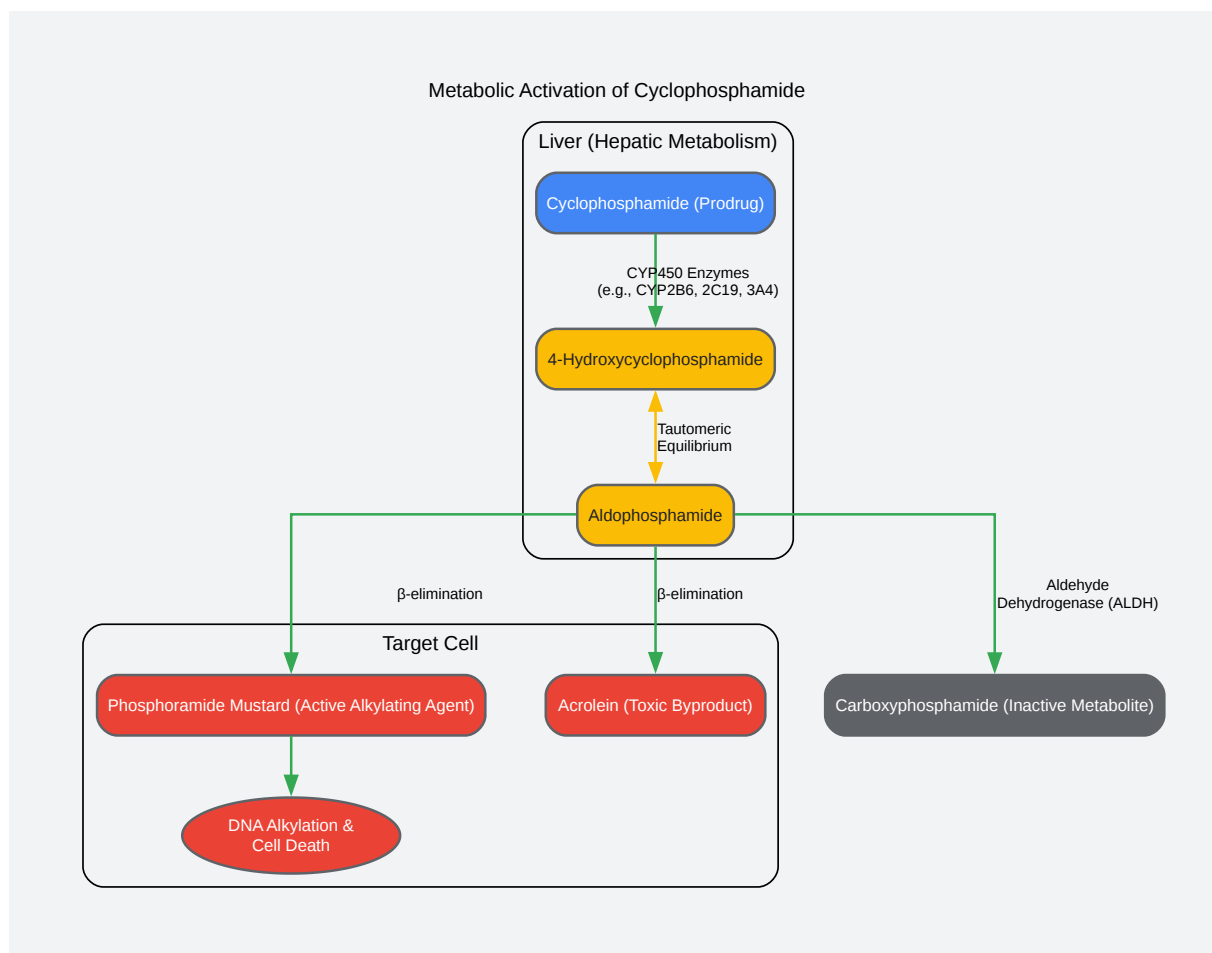 Metabolic Activation of Cyclophosphamide
Liver (Hepatic Metabolism)
Cyclophosphamide (Prodrug)
CYP450 Enzymes
(e.g., CYP2B6, 2C19, 3A4)
4-Hydroxycyclophosphamide
Tautomeric
Equilibrium
Aldophosphamide
β-elimination
β-elimination
Aldehyde
Dehydrogenase (ALDH)
Target Cell
Phosphoramide Mustard (Active Alkylating Agent)
Acrolein (Toxic Byproduct)
Carboxyphosphamide (Inactive Metabolite)
DNA Alkylation &
Cell Death